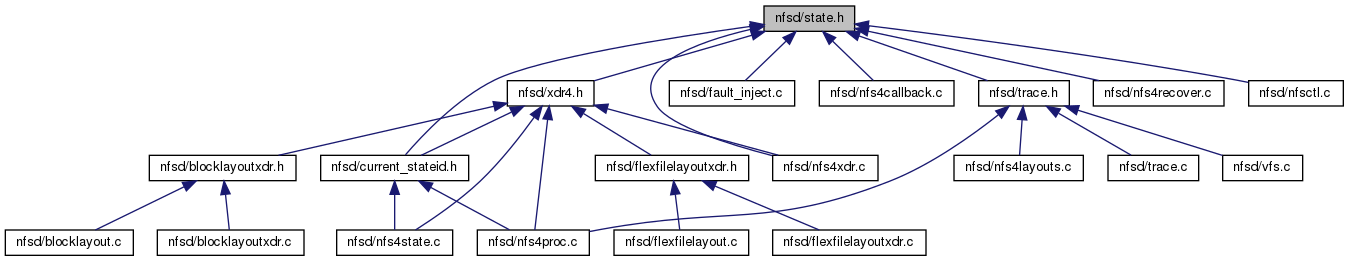 nfsd/state.h
nfsd/xdr4.h
nfsd/fault_inject.c
nfsd/nfs4callback.c
nfsd/trace.h
nfsd/nfs4recover.c
nfsd/nfsctl.c
nfsd/blocklayoutxdr.h
nfsd/current_stateid.h
nfsd/flexfilelayoutxdr.h
nfsd/nfs4xdr.c
nfsd/nfs4layouts.c
nfsd/trace.c
nfsd/vfs.c
nfsd/blocklayout.c
nfsd/blocklayoutxdr.c
nfsd/nfs4state.c
nfsd/nfs4proc.c
nfsd/flexfilelayout.c
nfsd/flexfilelayoutxdr.c